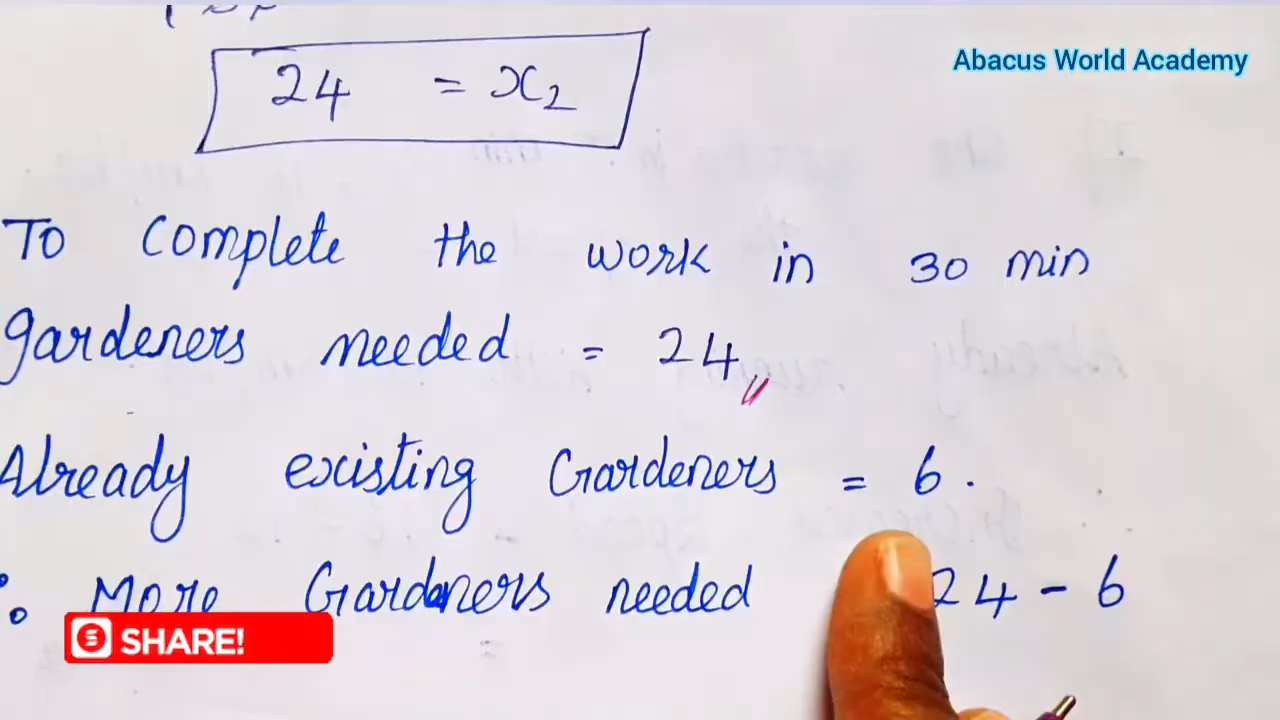 Abacus World Academy
24 = x₂
To complete the work in 30 min
gardeners needed = 24
Already existing Gardeners = 6.
∴ More Gardeners needed 24 - 6
SHARE!